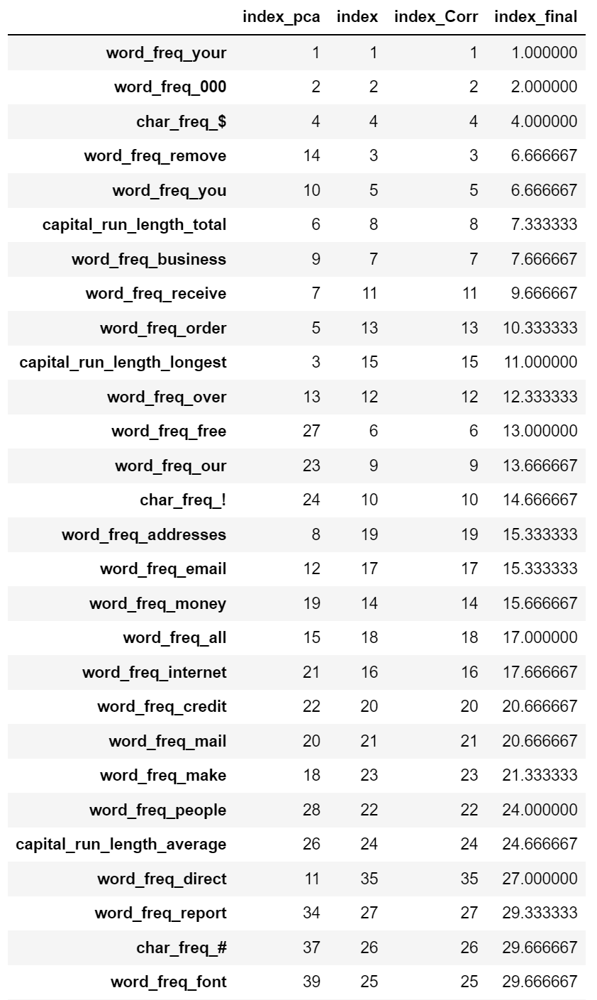 index_pca index index_Corr index_final
word_freq_your 1 1 1 1.000000
word_freq_000 2 2 2 2.000000
char_freq_$ 4 4 4 4.000000
word_freq_remove 14 3 3 6.666667
word_freq_you 10 5 5 6.666667
capital_run_length_total 6 8 8 7.333333
word_freq_business 9 7 7 7.666667
word_freq_receive 7 11 11 9.666667
word_freq_order 5 13 13 10.333333
capital_run_length_longest 3 15 15 11.000000
word_freq_over 13 12 12 12.333333
word_freq_free 27 6 6 13.000000
word_freq_our 23 9 9 13.666667
char_freq_! 24 10 10 14.666667
word_freq_addresses 8 19 19 15.333333
word_freq_email 12 17 17 15.333333
word_freq_money 19 14 14 15.666667
word_freq_all 15 18 18 17.000000
word_freq_internet 21 16 16 17.666667
word_freq_credit 22 20 20 20.666667
word_freq_mail 20 21 21 20.666667
word_freq_make 18 23 23 21.333333
word_freq_people 28 22 22 24.000000
capital_run_length_average 26 24 24 24.666667
word_freq_direct 11 35 35 27.000000
word_freq_report 34 27 27 29.333333
char_freq_# 37 26 26 29.666667
word_freq_font 39 25 25 29.666667